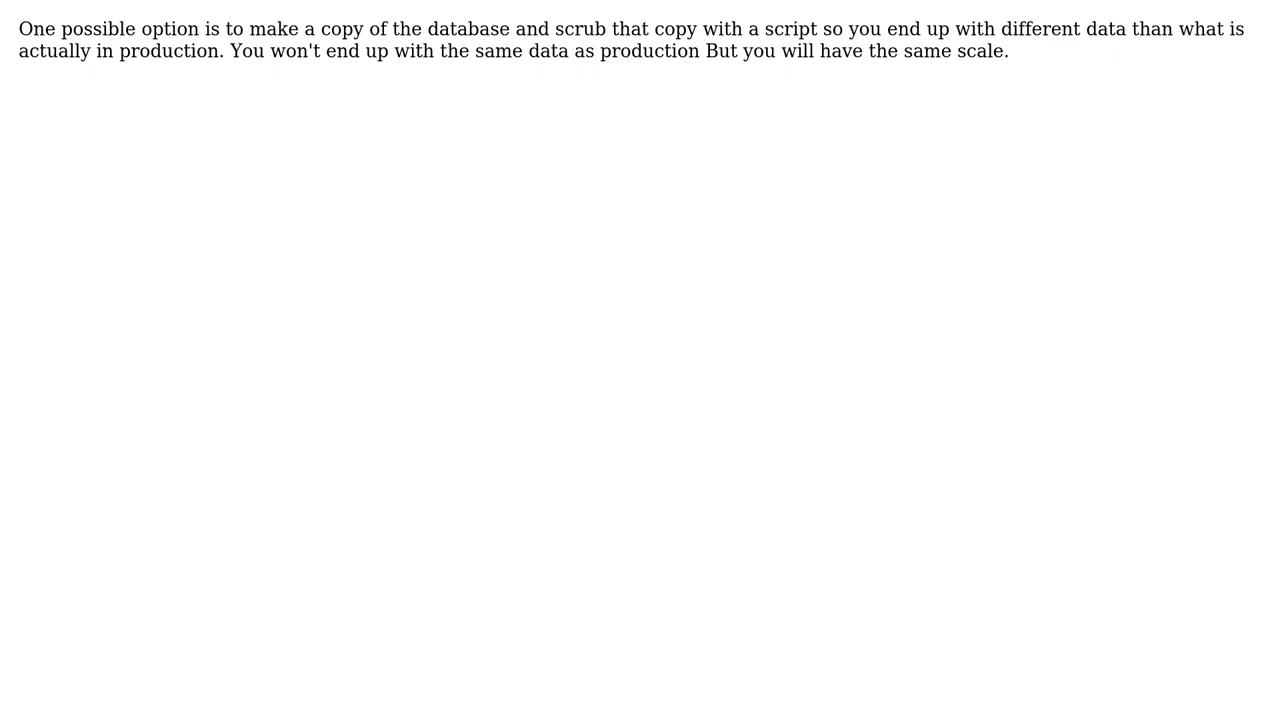 One possible option is to make a copy of the database and scrub that copy with a script so you end up with different data than what is
actually in production. You won't end up with the same data as production But you will have the same scale.